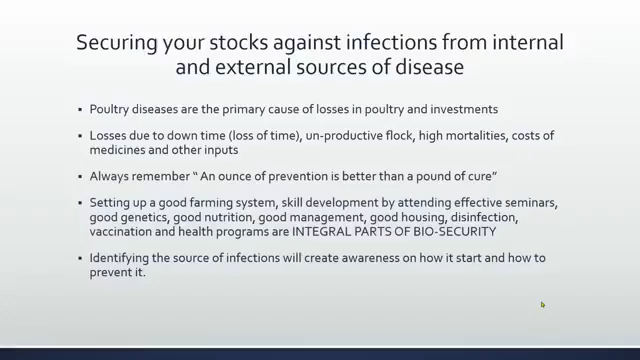 Securing your stocks against infections from internal
and external sources of disease
▪ Poultry diseases are the primary cause of losses in poultry and investments
▪ Losses due to down time (loss of time), un-productive flock, high mortalities, costs of
medicines and other inputs
▪ Always remember “ An ounce of prevention is better than a pound of cure”
▪ Setting up a good farming system, skill development by attending effective seminars,
good genetics, good nutrition, good management, good housing, disinfection,
vaccination and health programs are INTEGRAL PARTS OF BIO-SECURITY
▪ Identifying the source of infections will create awareness on how it start and how to
prevent it.